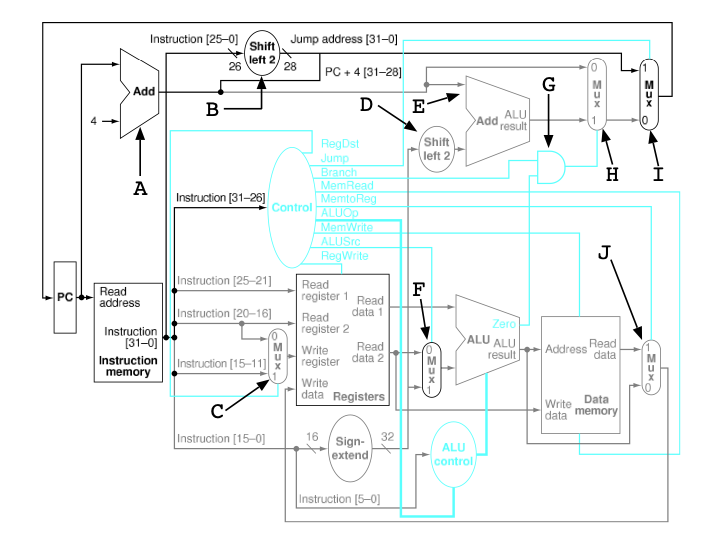 Instruction [25–0]
Shift
left 2
Jump address [31–0]
26
28
PC + 4 [31–28]
Add
4
A
B
C
D
E
F
G
H
I
J
0
M
u
x
1
1
M
u
x
0
Add
ALU
result
Shift
left 2
RegDst
Jump
Branch
MemRead
MemtoReg
ALUOp
MemWrite
ALUSrc
RegWrite
Control
Instruction [31–26]
PC
Read
address
Instruction
[31–0]
Instruction
memory
Instruction [25–21]
Instruction [20–16]
Instruction [15–11]
Instruction [15–0]
0
M
u
x
1
Read
register 1
Read
register 2
Write
register
Write
data
Read
data 1
Read
data 2
Registers
0
M
u
x
1
Zero
ALU
ALU
result
Address
Read
data
Write
data
Data
memory
1
M
u
x
0
16
Sign-
extend
32
ALU
control
Instruction [5–0]